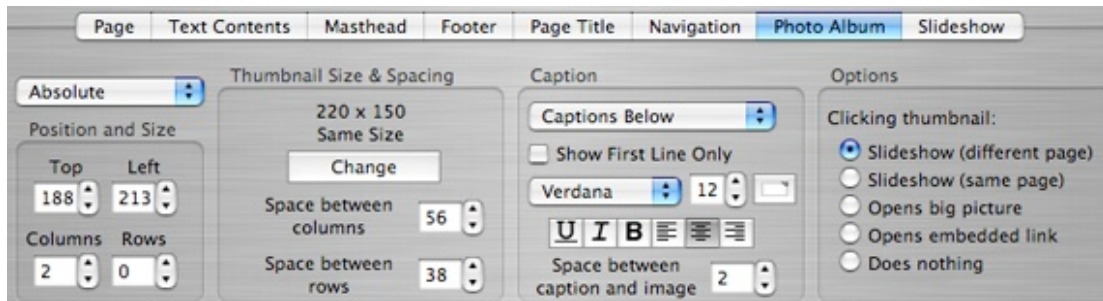 Page Text Contents Masthead Footer Page Title Navigation Photo Album Slideshow
Absolute
Position and Size
Top Left
188 213
Columns Rows
2 0
Thumbnail Size & Spacing
220 x 150
Same Size
Change
Space between
columns
56
Space between
rows
38
Caption
Captions Below
Show First Line Only
Verdana 12
U I B
Space between
caption and image
2
Options
Clicking thumbnail:
Slideshow (different page)
Slideshow (same page)
Opens big picture
Opens embedded link
Does nothing